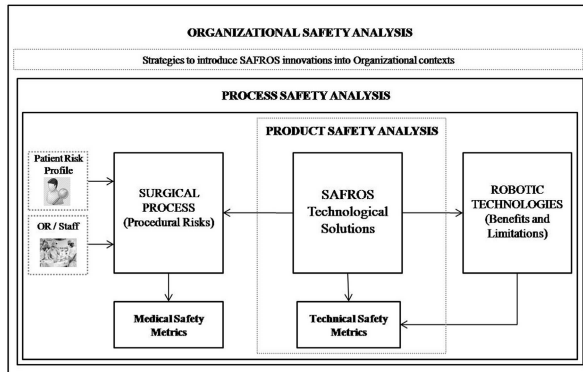 ORGANIZATIONAL SAFETY ANALYSIS
Strategies to introduce SAFROS innovations into Organizational contexts
PROCESS SAFETY ANALYSIS
PRODUCT SAFETY ANALYSIS
Patient Risk
Profile
OR / Staff
SURGICAL
PROCESS
(Procedural Risks)
SAFROS
Technological
Solutions
ROBOTIC
TECHNOLOGIES
(Benefits and
Limitations)
Medical Safety
Metrics
Technical Safety
Metrics